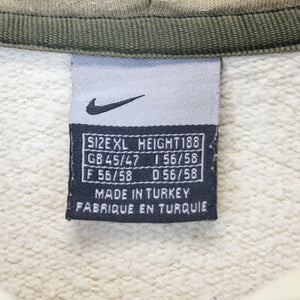 SIZE XL HEIGHT 188
GB 45/47 I 56/58
F 56/58 D 56/58
MADE IN TURKEY
FABRIQUE EN TURQUIE